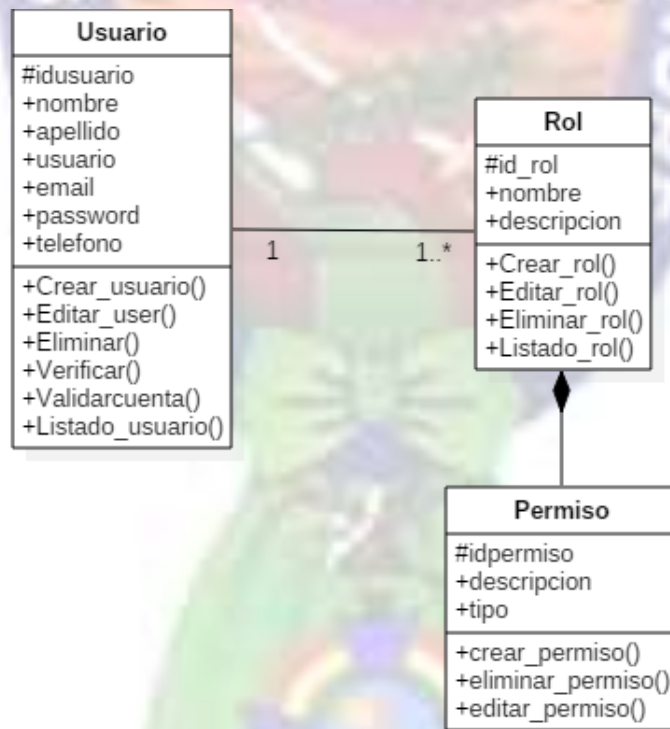 Usuario
#idusuario
+nombre
+apellido
+usuario
+email
+password
+telefono
+Crear_usuario()
+Editar_user()
+Eliminar()
+Verificar()
+Validarcuenta()
+Listado_usuario()
1
1..*
Rol
#id_rol
+nombre
+descripcion
+Crear_rol()
+Editar_rol()
+Eliminar_rol()
+Listado_rol()
Permiso
#idpermiso
+descripcion
+tipo
+crear_permiso()
+eliminar_permiso()
+editar_permiso()